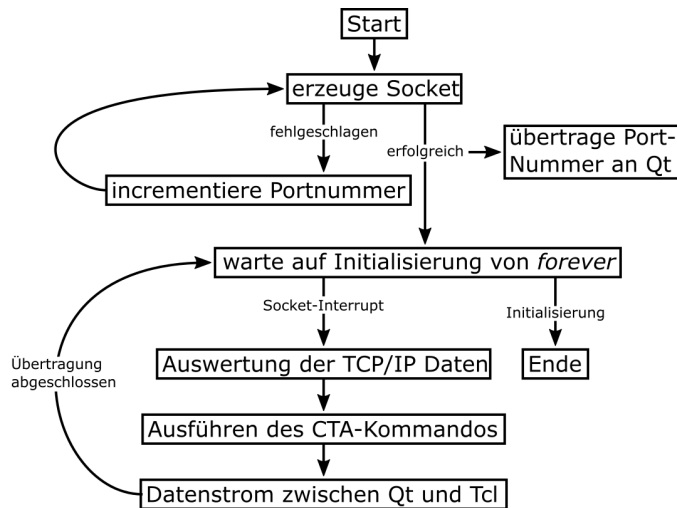 Start
erzeuge Socket
fehlgeschlagen
erfolgreich
übertrage Port-
Nummer an Qt
incrementiere Portnummer
warte auf Initialisierung von forever
Socket-Interrupt
Initialisierung
Übertragung
abgeschlossen
Auswertung der TCP/IP Daten
Ende
Ausführen des CTA-Kommandos
Datenstrom zwischen Qt und Tcl